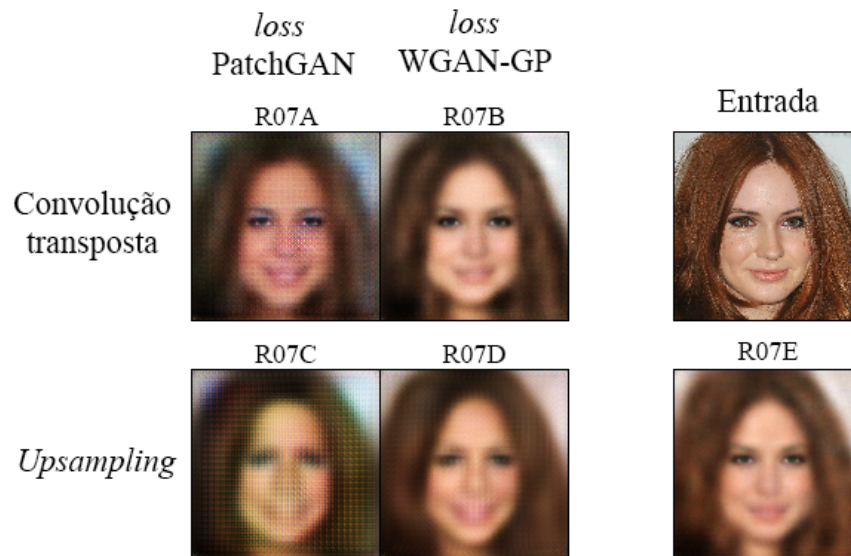 loss
PatchGAN
loss
WGAN-GP
Entrada
R07A
R07B
Convolução
transposta
R07C
R07D
R07E
Upsampling